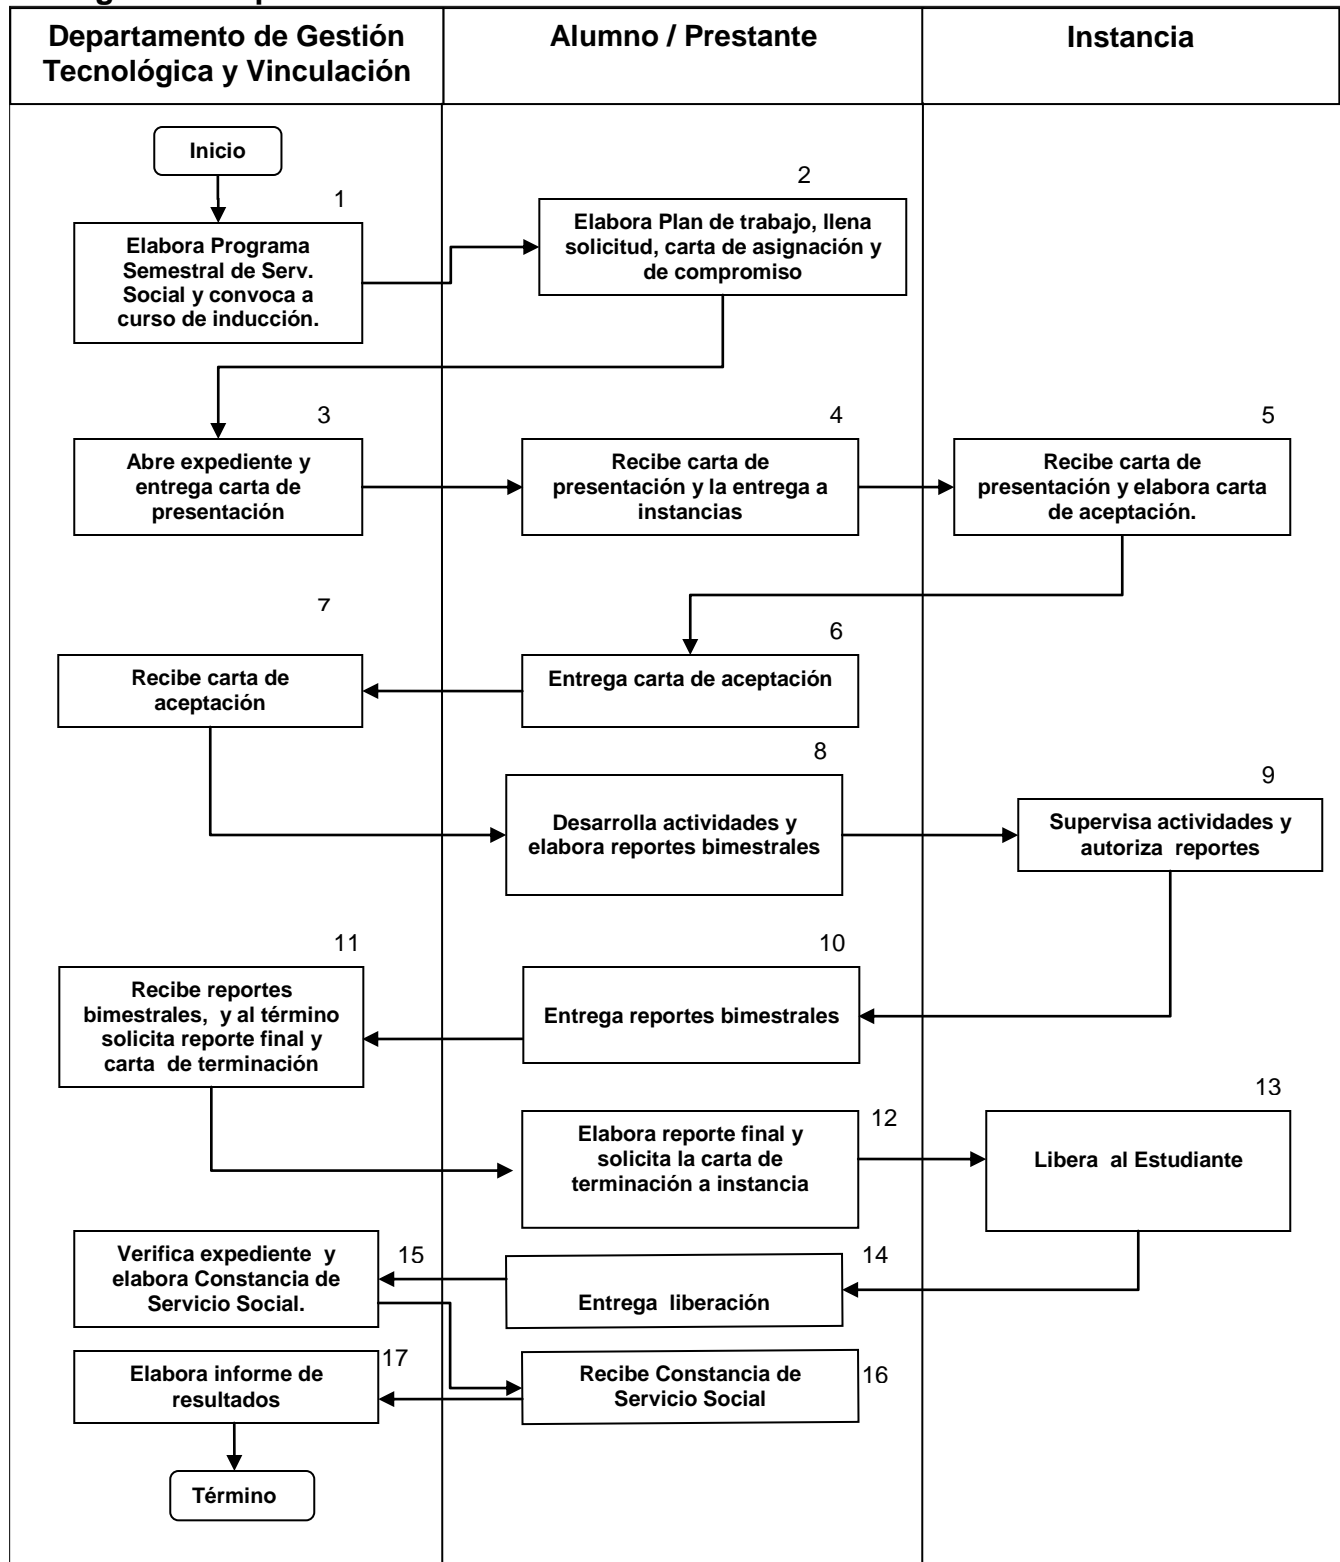 Departamento de Gestión
Tecnológica y Vinculación
Alumno / Prestante
Instancia
Inicio
1
Elabora Programa
Semestral de Serv.
Social y convoca a
curso de inducción.
2
Elabora Plan de trabajo, llena
solicitud, carta de asignación y
de compromiso
3
Abre expediente y
entrega carta de
presentación
4
Recibe carta de
presentación y la entrega a
instancias
5
Recibe carta de
presentación y elabora carta
de aceptación.
6
Entrega carta de aceptación
7
Recibe carta de
aceptación
8
Desarrolla actividades y
elabora reportes bimestrales
9
Supervisa actividades y
autoriza reportes
10
Entrega reportes bimestrales
11
Recibe reportes
bimestrales, y al término
solicita reporte final y
carta de terminación
12
Elabora reporte final y
solicita la carta de
terminación a instancia
13
Libera al Estudiante
14
Entrega liberación
15
Verifica expediente y
elabora Constancia de
Servicio Social.
16
Recibe Constancia de
Servicio Social
17
Elabora informe de
resultados
Término